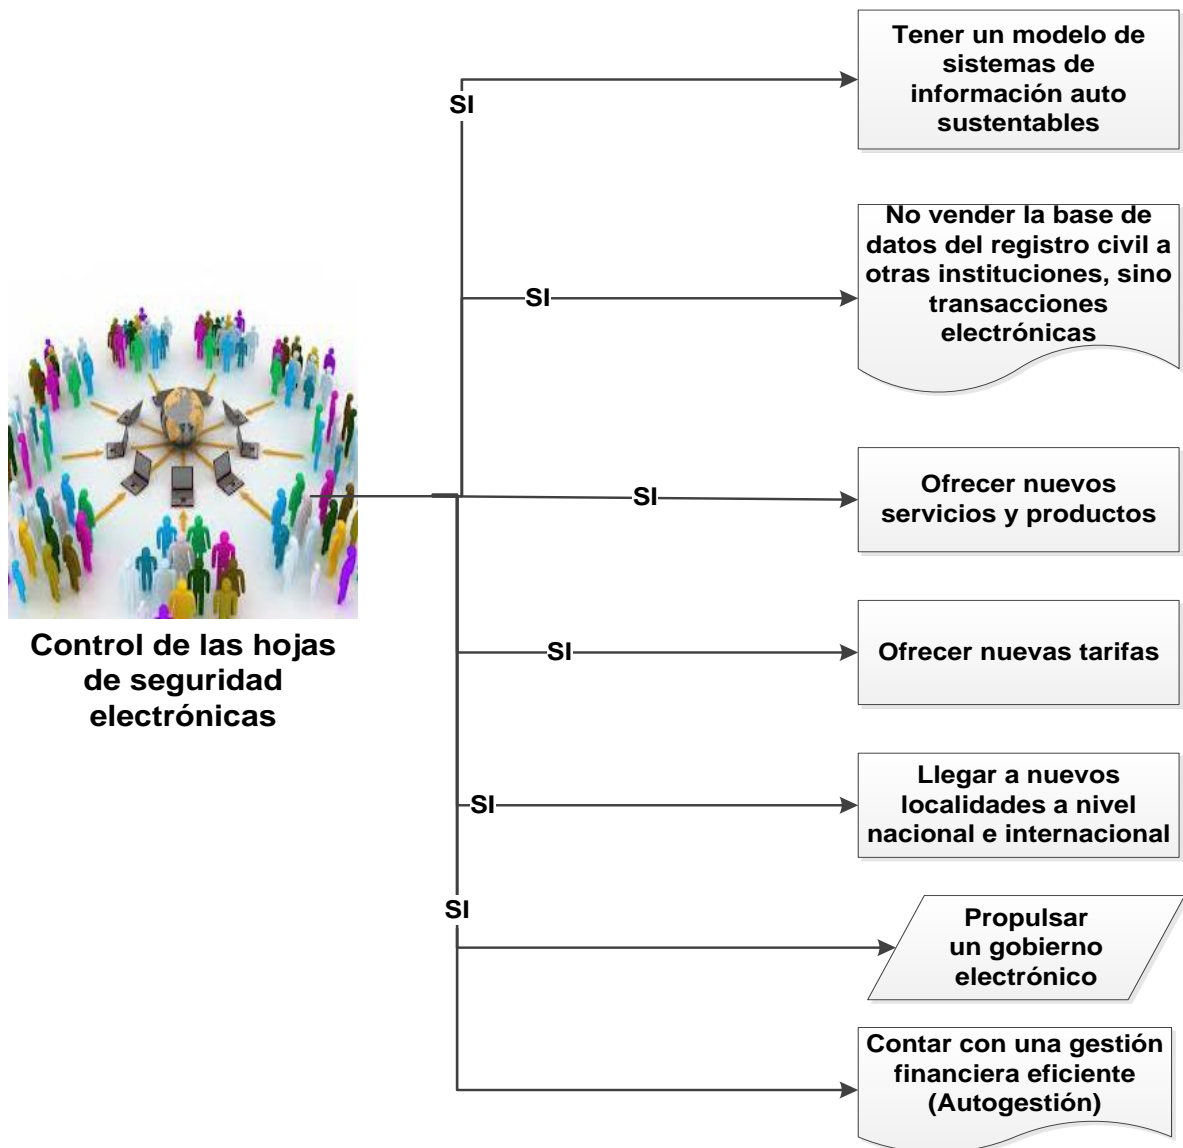 SI
Tener un modelo de
sistemas de
información auto
sustentables
SI
No vender la base de
datos del registro civil a
otras instituciones, sino
transacciones
electrónicas
SI
Ofrecer nuevos
servicios y productos
Control de las hojas
de seguridad
electrónicas
SI
Ofrecer nuevas tarifas
SI
Llegar a nuevos
localidades a nivel
nacional e internacional
SI
Propulsar
un gobierno
electrónico
Contar con una gestión
financiera eficiente
(Autogestión)